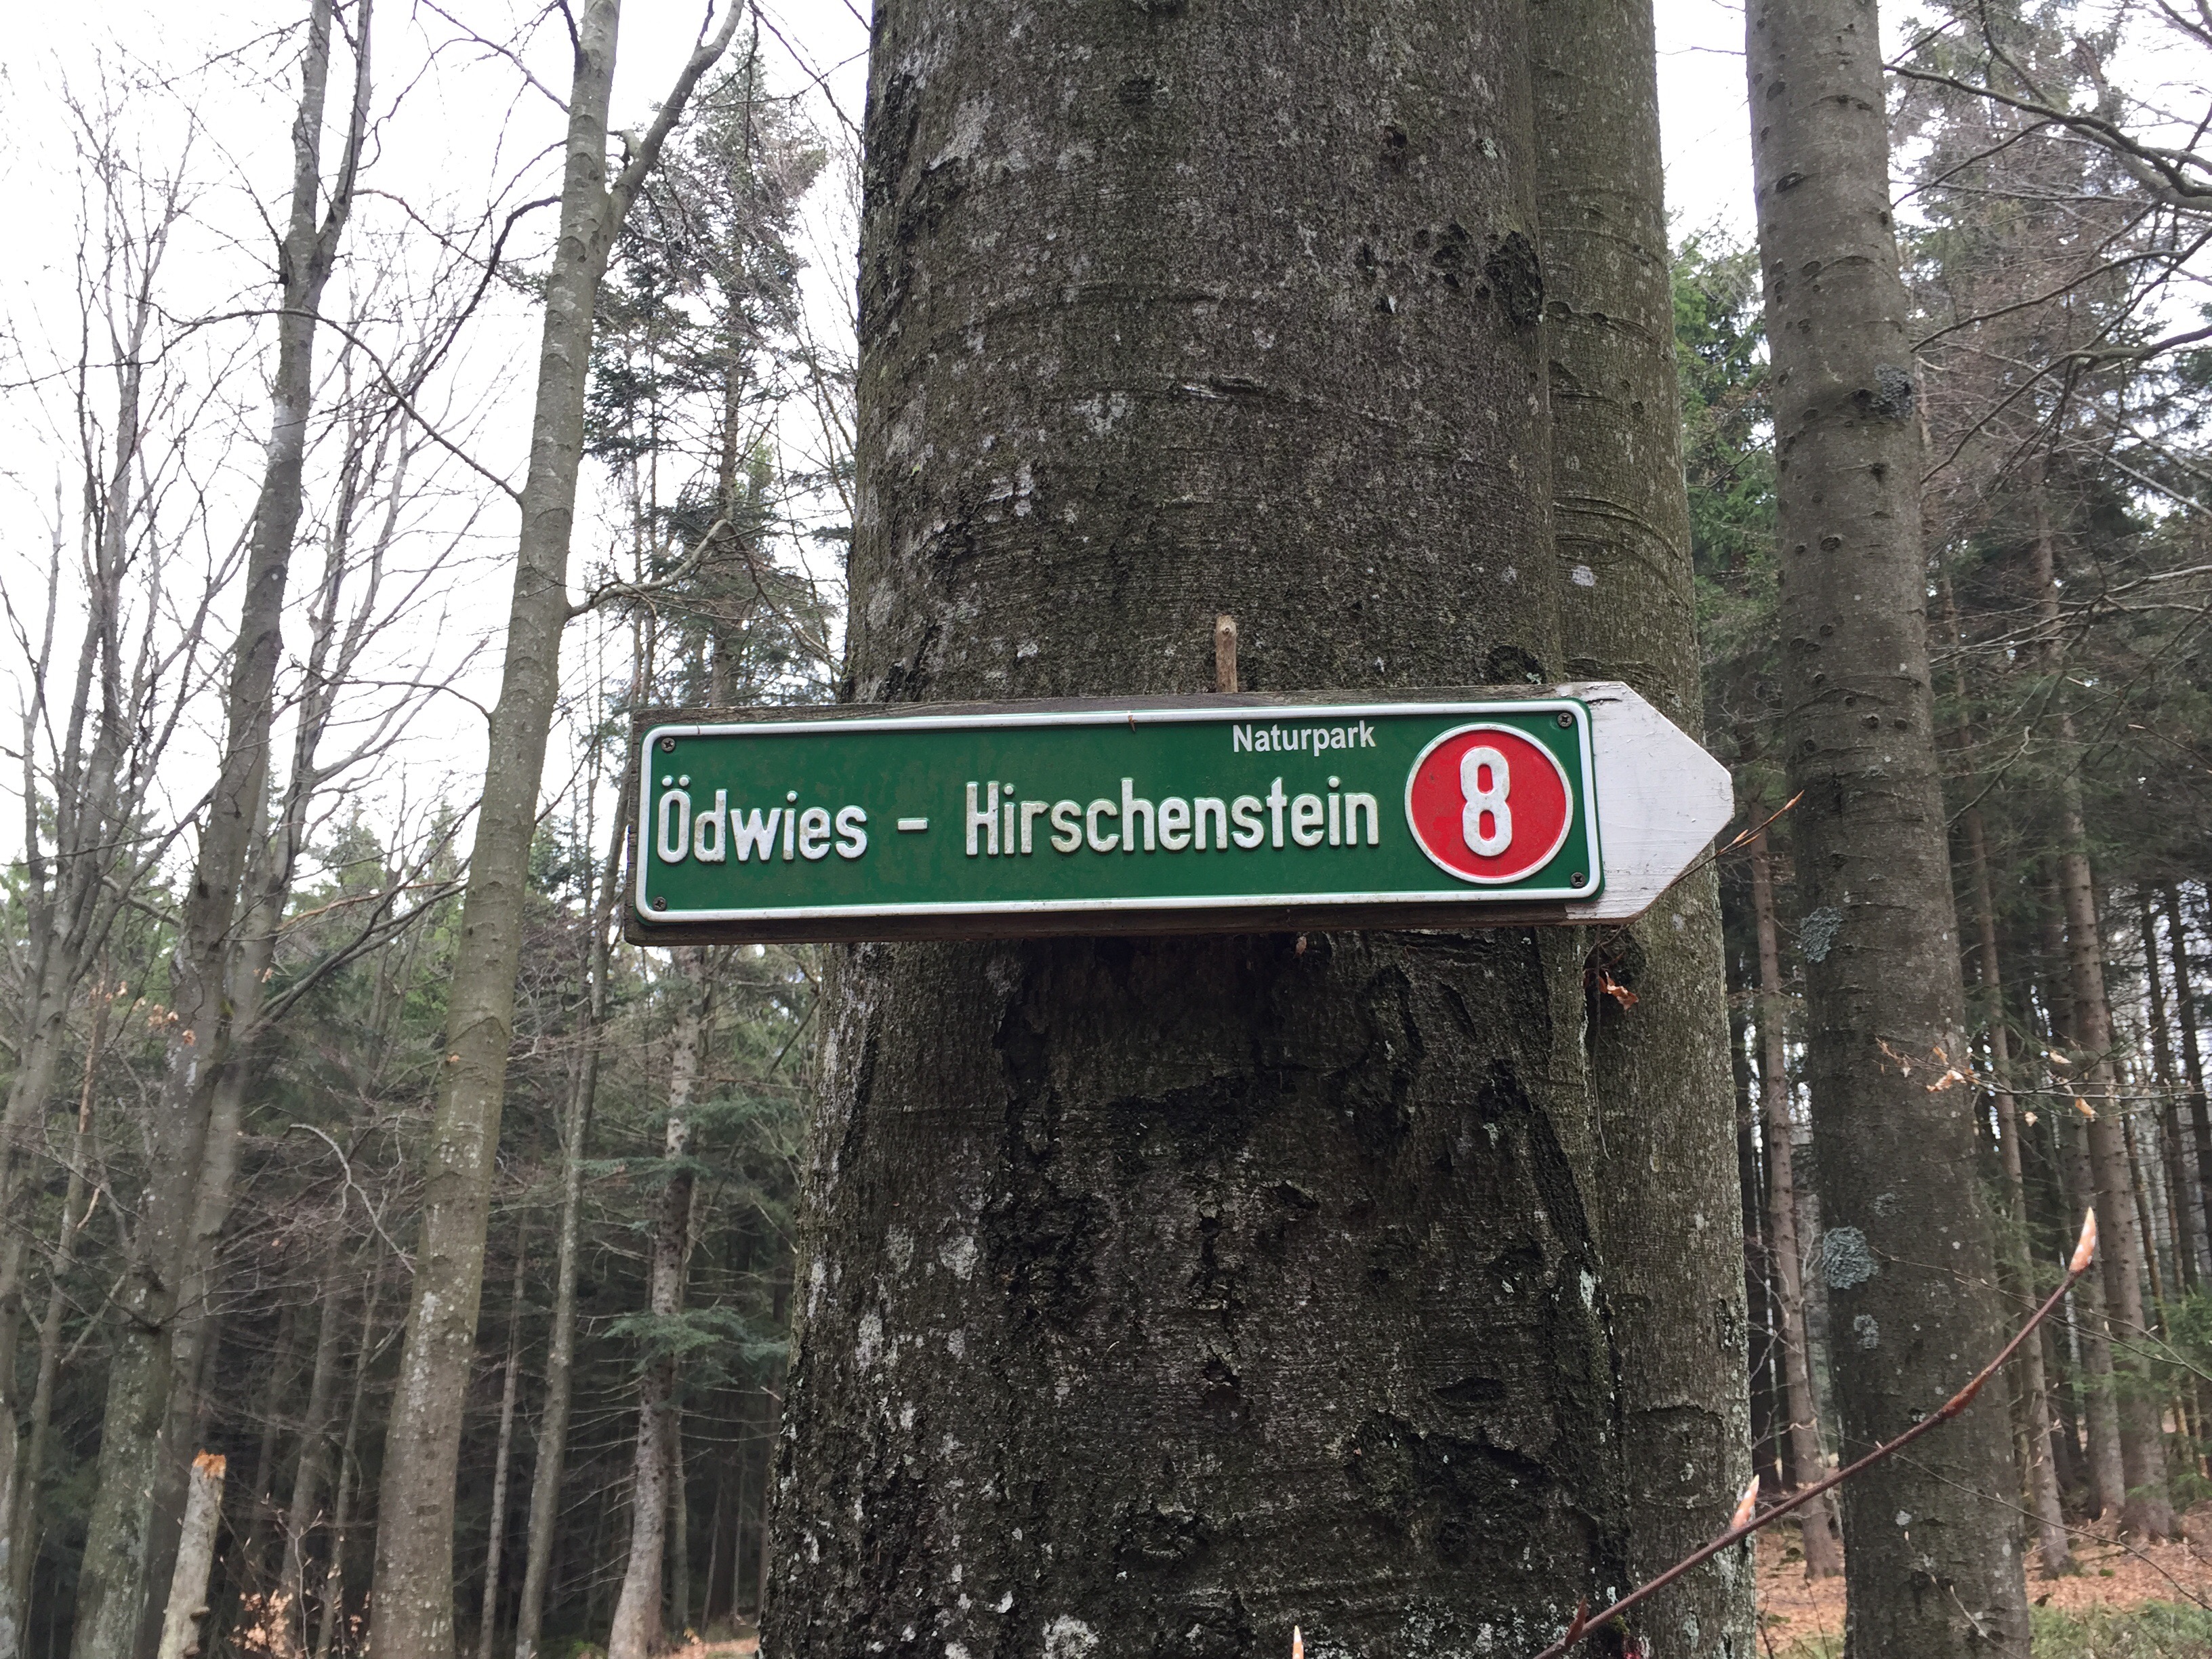 Naturpark
Ödwies - Hirschenstein 8